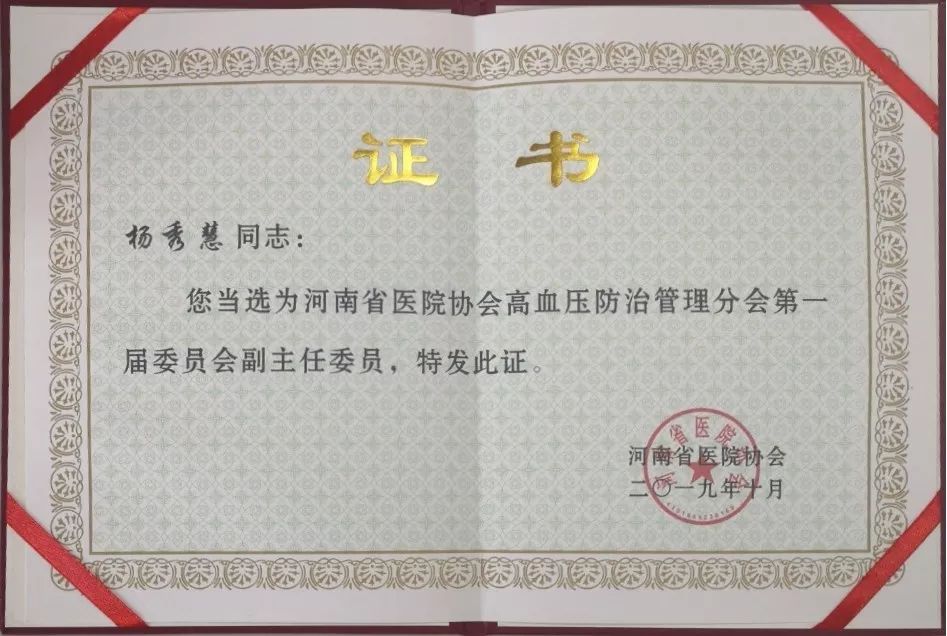 证 书
杨秀慧 同志：
您当选为河南省医院协会高血压防治管理分会第一
届委员会副主任委员，特发此证。
河南省医院协会
二〇一九年十月